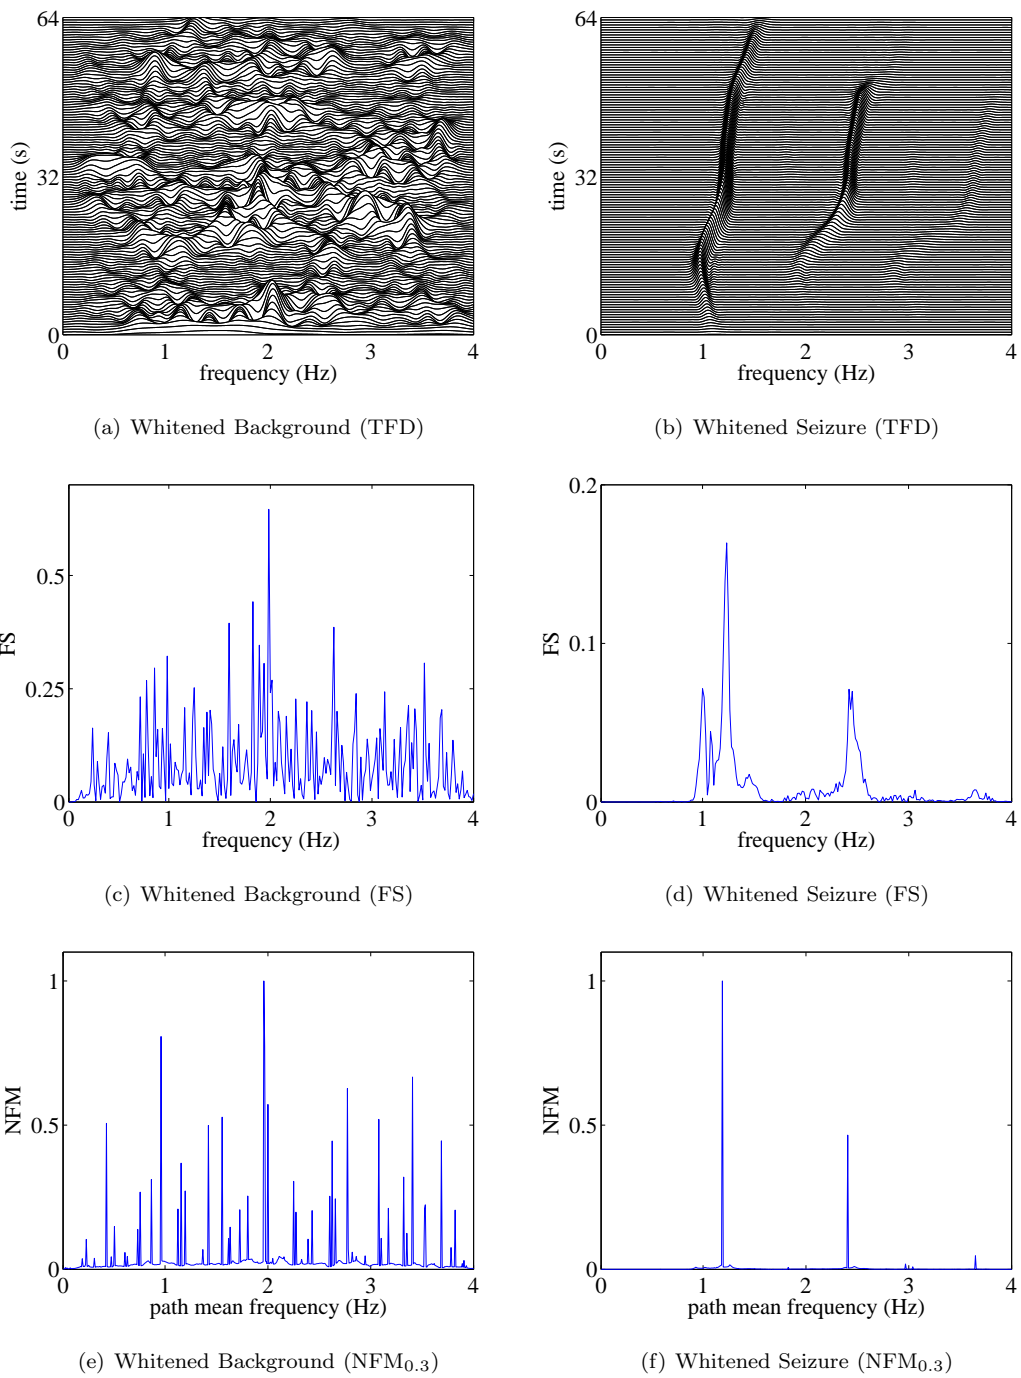 64
32
0
time (s)
0 1 2 3 4
frequency (Hz)
(a) Whitened Background (TFD)
64
32
0
time (s)
0 1 2 3 4
frequency (Hz)
(b) Whitened Seizure (TFD)
0.5
0.25
0
FS
0 1 2 3 4
frequency (Hz)
(c) Whitened Background (FS)
0.2
0.1
0
FS
0 1 2 3 4
frequency (Hz)
(d) Whitened Seizure (FS)
1
0.5
0
NFM
0 1 2 3 4
path mean frequency (Hz)
(e) Whitened Background (NFM0.3)
1
0.5
0
NFM
0 1 2 3 4
path mean frequency (Hz)
(f) Whitened Seizure (NFM0.3)